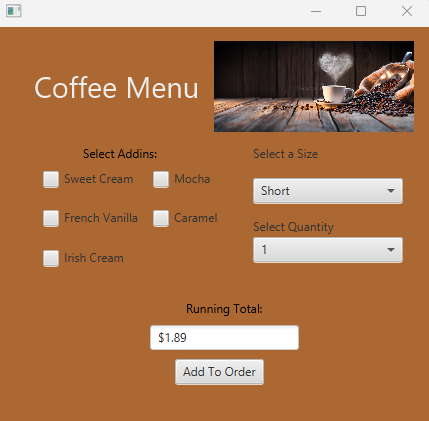 Coffee Menu
Select Addins:
Select a Size
Sweet Cream
Mocha
Short
French Vanilla
Caramel
Select Quantity
1
Irish Cream
Running Total:
$1.89
Add To Order